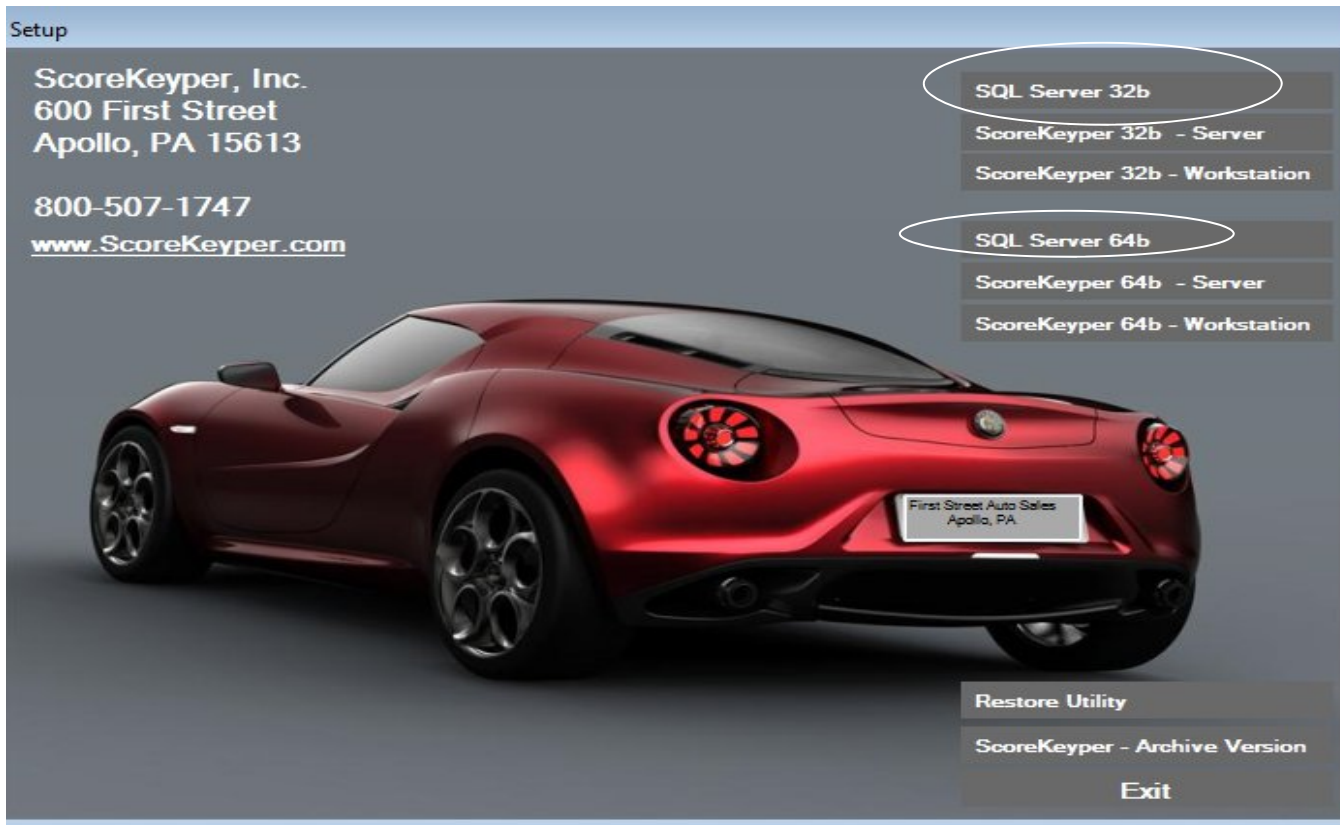 Setup
ScoreKeyper, Inc.
600 First Street
Apollo, PA 15613
800-507-1747
www.ScoreKeyper.com
SQL Server 32b
ScoreKeyper 32b - Server
ScoreKeyper 32b - Workstation
SQL Server 64b
ScoreKeyper 64b - Server
ScoreKeyper 64b - Workstation
First Street Auto Sales
Apollo, PA
Restore Utility
ScoreKeyper - Archive Version
Exit